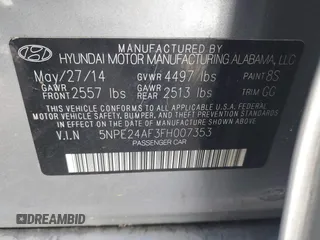 HYUNDAI MOTOR MANUFACTURING ALABAMA, LLC
May/27/14 GVWR 4497 lbs PAINT 8S
GAWR FRONT 2557 lbs GAWR REAR 2513 lbs TRIM GG
THIS VEHICLE CONFORMS TO ALL APPLICABLE
FEDERAL MOTOR VEHICLE SAFETY, BUMPER, AND
THEFT PREVENTION STANDARDS IN EFFECT ON
THE DATE OF MANUFACTURE SHOWN ABOVE.
V.I.N 5NPE24AF3FH007353
PASSENGER CAR
DREAMBID